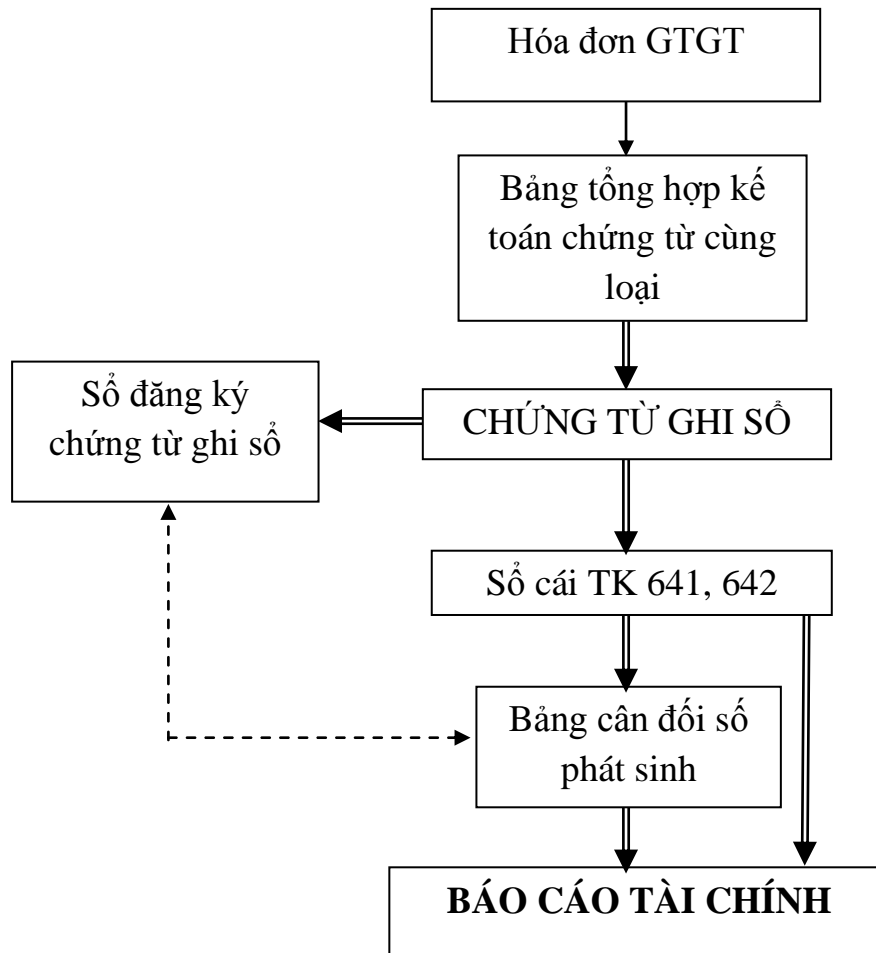 Hóa đơn GTGT
Bảng tổng hợp kế
toán chứng từ cùng
loại
Sổ đăng ký
chứng từ ghi sổ
CHỨNG TỪ GHI SỔ
Sổ cái TK 641, 642
Bảng cân đối số
phát sinh
BÁO CÁO TÀI CHÍNH